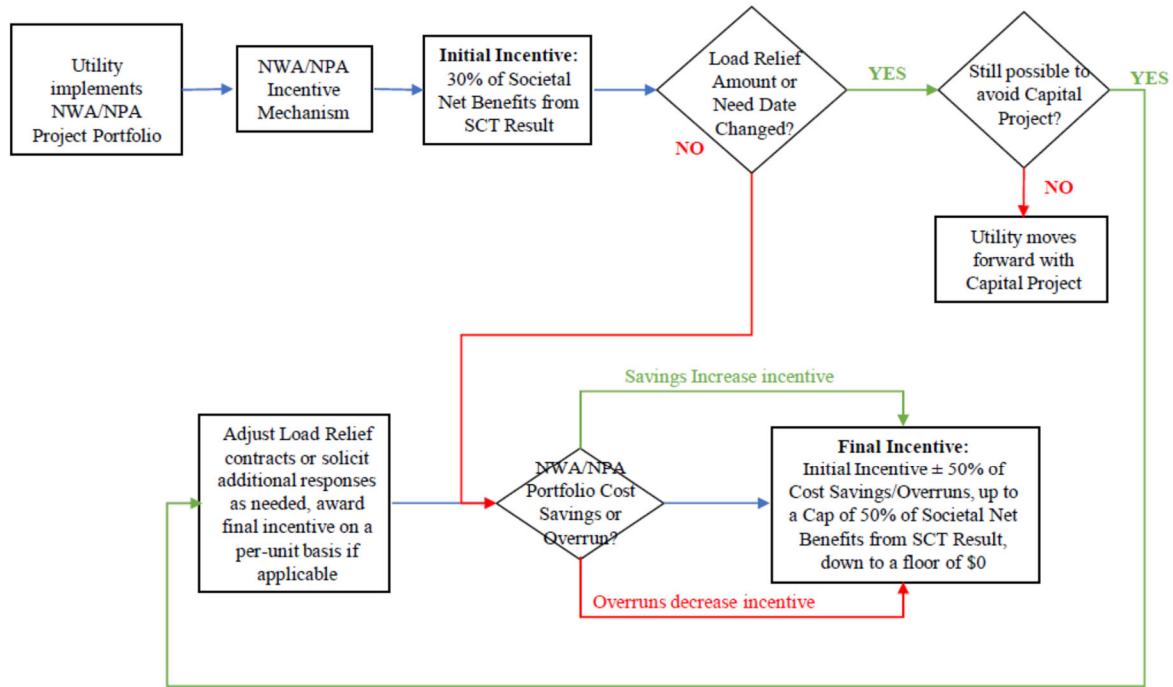 Utility
implements
NWA/NPA
Project Portfolio
NWA/NPA
Incentive
Mechanism
Initial Incentive:
30% of Societal
Net Benefits from
SCT Result
Load Relief
Amount or
Need Date
Changed?
YES
NO
Still possible to
avoid Capital
Project?
YES
NO
Utility moves
forward with
Capital Project
Adjust Load Relief
contracts or solicit
additional responses
as needed, award
final incentive on a
per-unit basis if
applicable
NWA/NPA
Portfolio Cost
Savings or
Overrun?
Savings Increase incentive
Overruns decrease incentive
Final Incentive:
Initial Incentive ± 50% of
Cost Savings/Overruns, up to
a Cap of 50% of Societal Net
Benefits from SCT Result,
down to a floor of $0